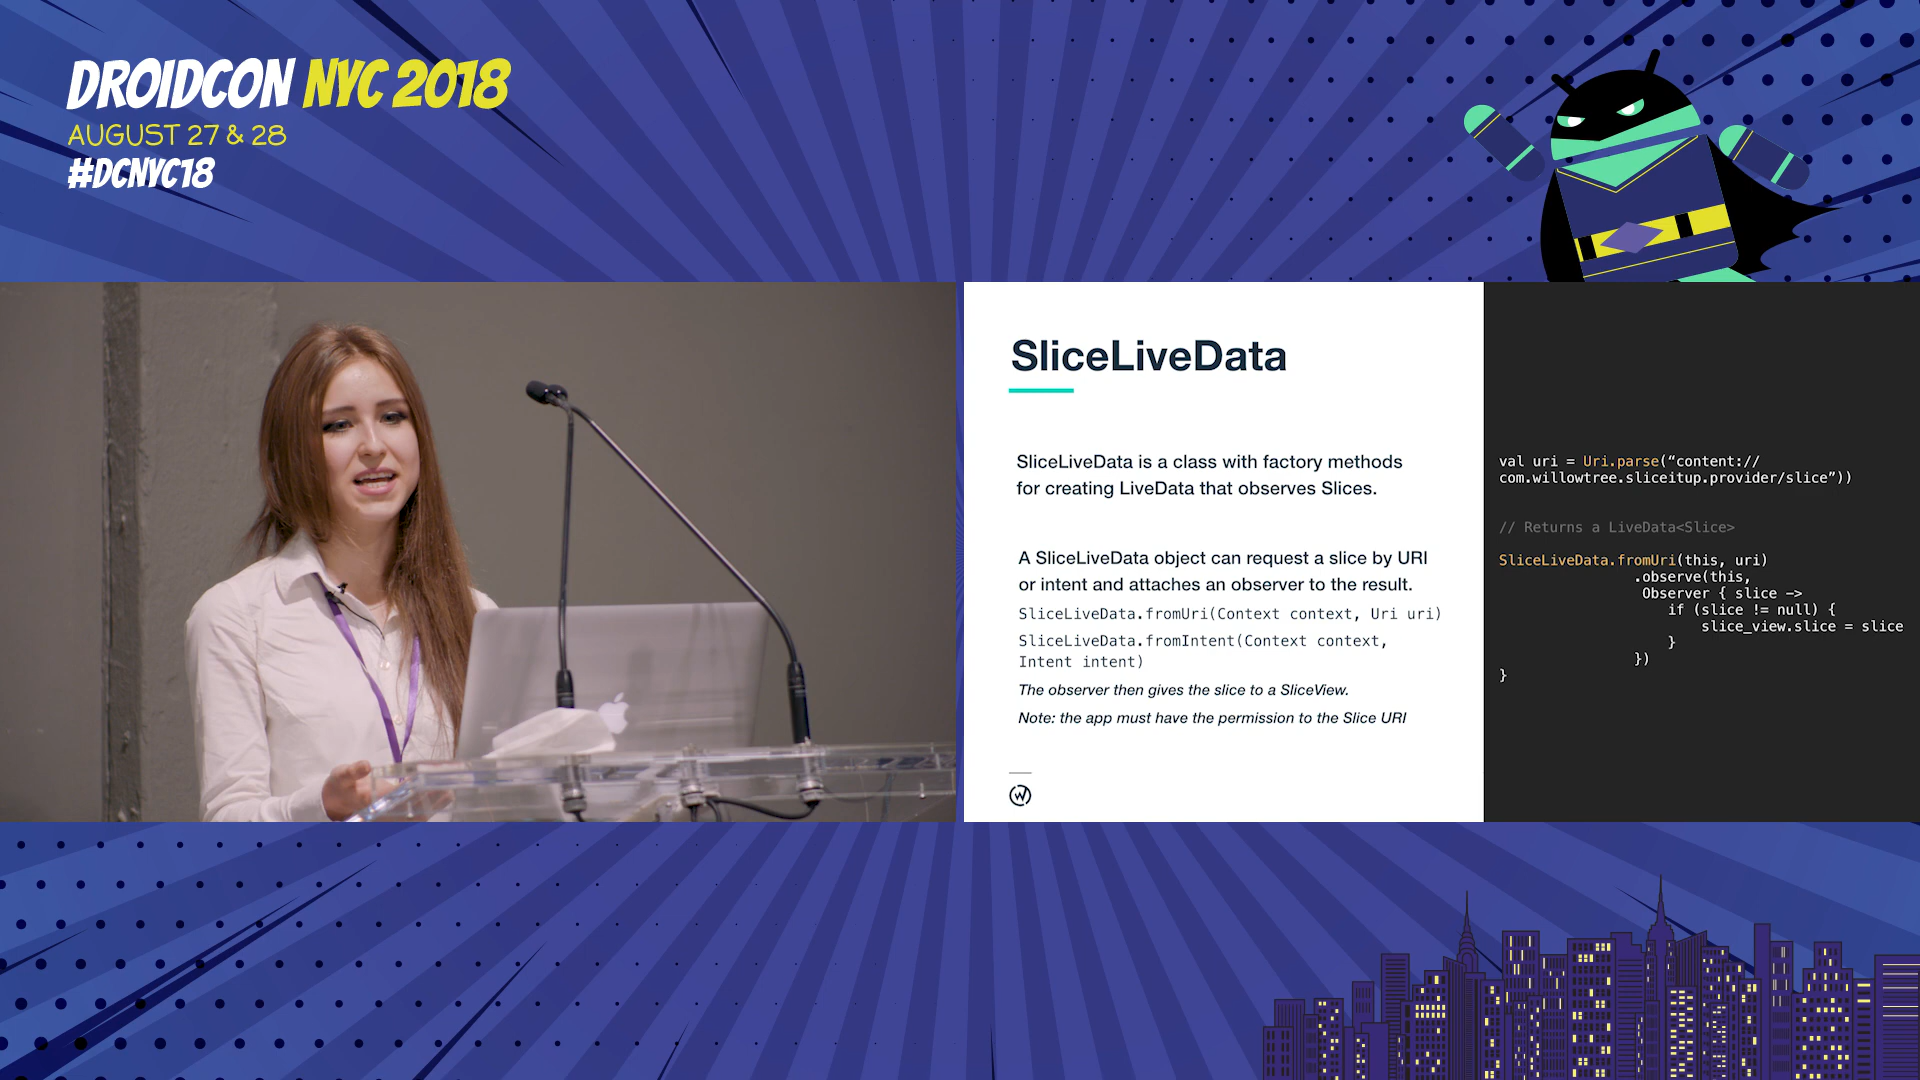 DROIDCON NYC 2018
AUGUST 27 & 28
#DCNYC18
SliceLiveData
SliceLiveData is a class with factory methods
for creating LiveData that observes Slices.
A SliceLiveData object can request a slice by URI
or intent and attaches an observer to the result.
SliceLiveData.fromUri(Context context, Uri uri)
SliceLiveData.fromIntent(Context context,
Intent intent)
The observer then gives the slice to a SliceView.
Note: the app must have the permission to the Slice URI
val uri = Uri.parse(“content://
com.willowtree.sliceitup.provider/slice”))
// Returns a LiveData<Slice>
SliceLiveData.fromUri(this, uri)
.observe(this,
Observer { slice ->
if (slice != null) {
slice_view.slice = slice
}
})
}